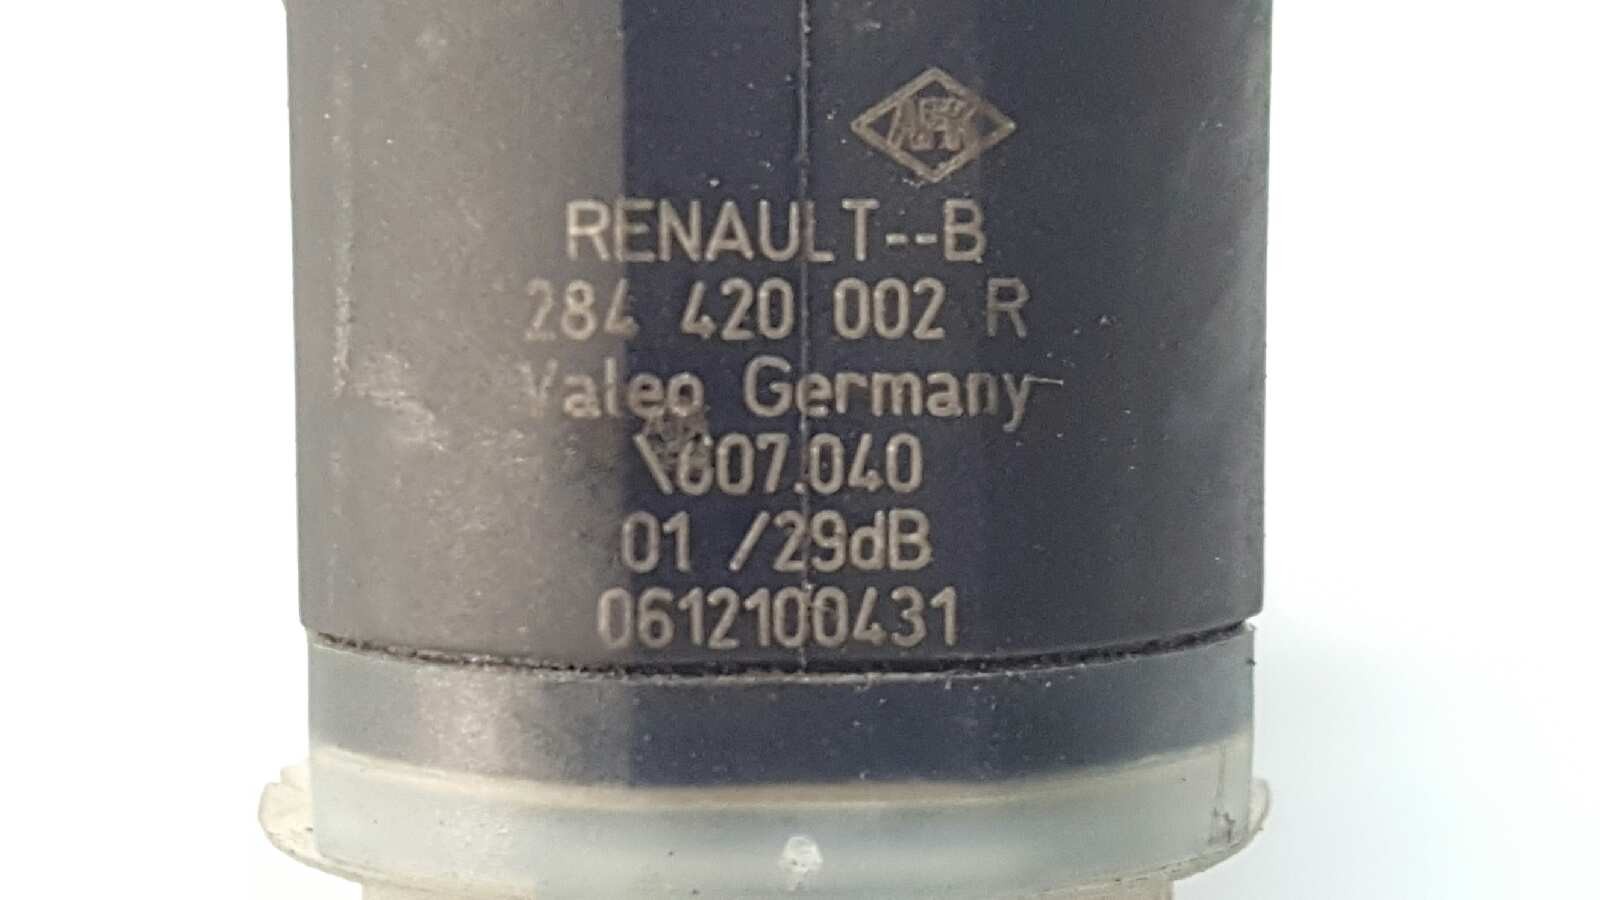 RENAULT--B
284 420 002 R
Valeo Germany
607.040
01 /29dB
0612100431